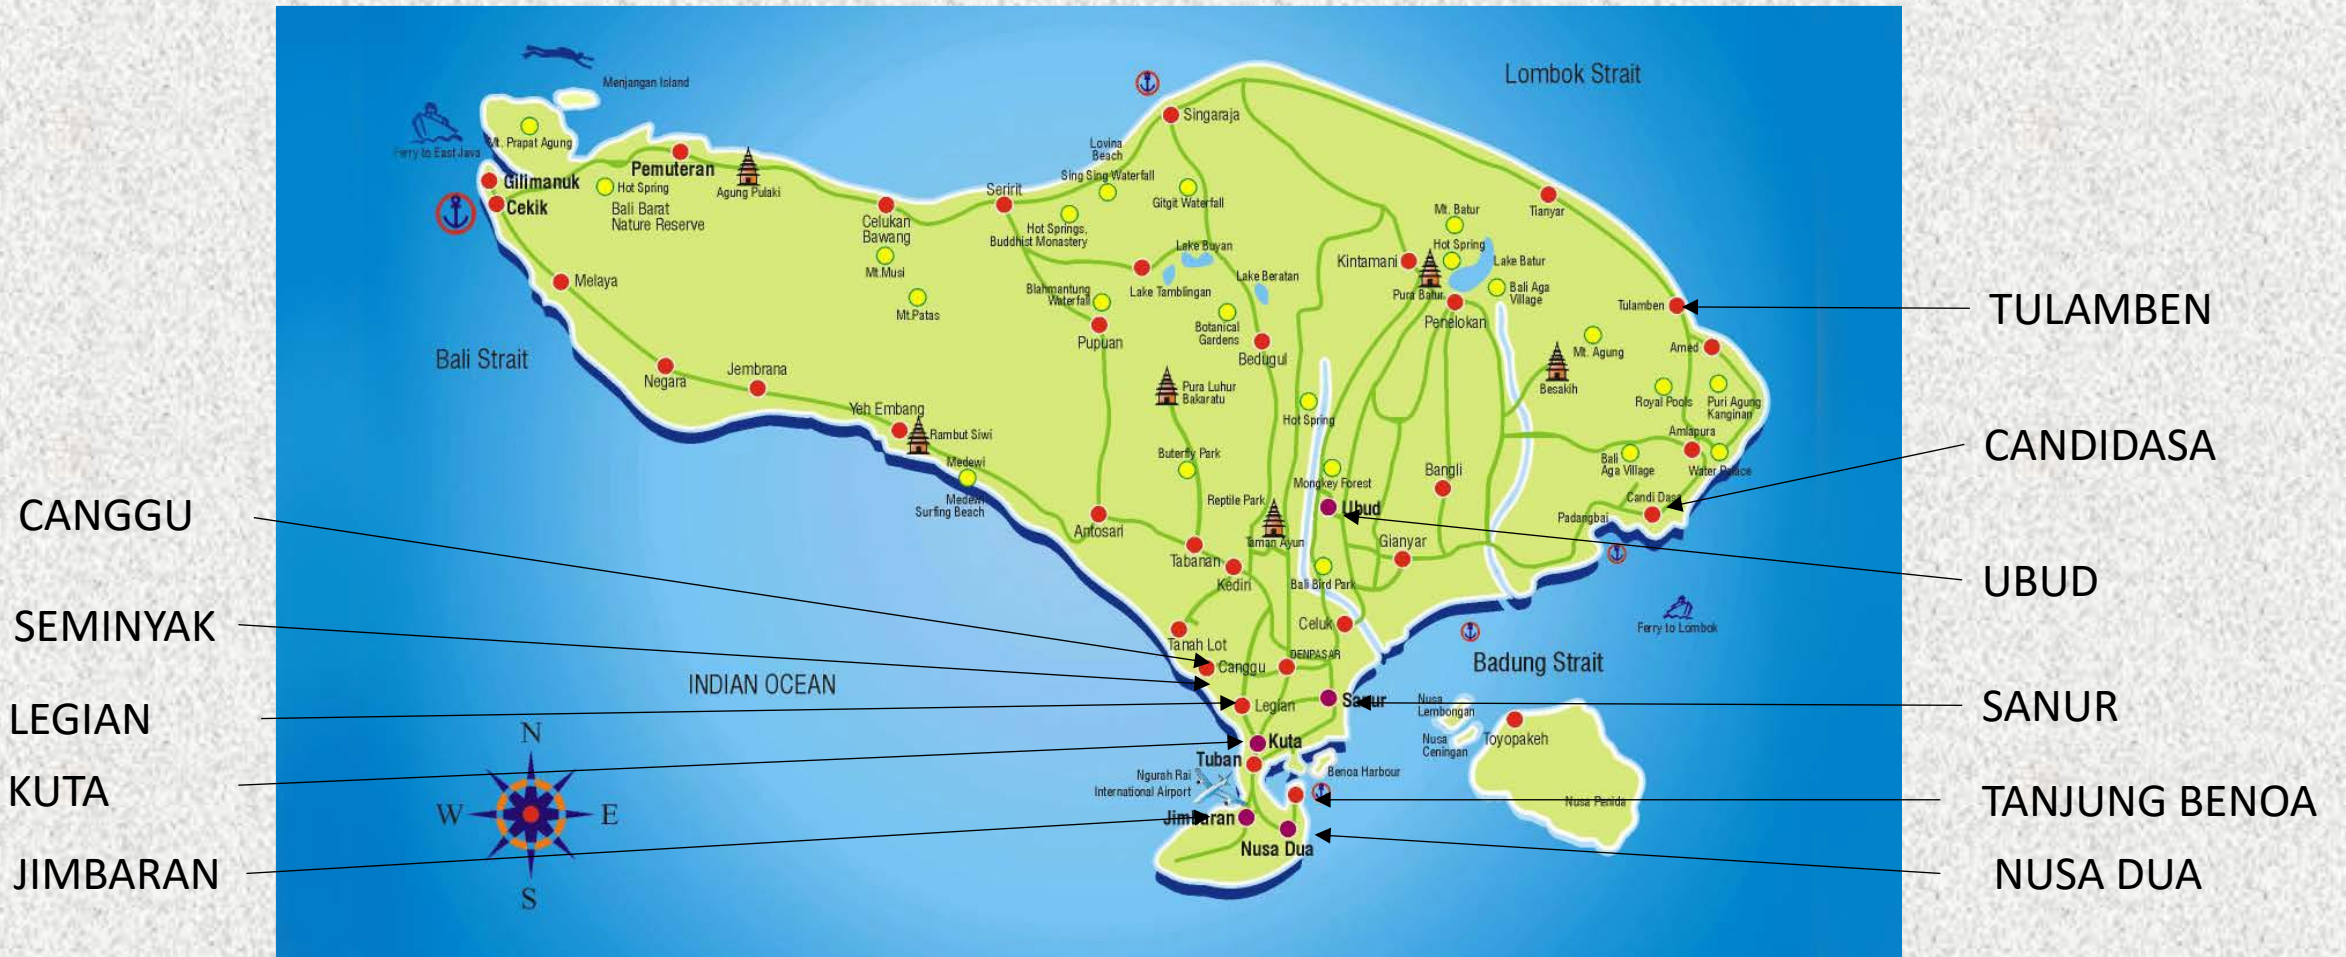 Menjangan Island
Lombok Strait
Ferry to East Java
Mt. Prapat Agung
Singaraja
Lovina
Beach
Pemuteran
Agung Pulaki
Gilimanuk
Hot Spring
Cekik
Bali Barat
Nature Reserve
Sing Sing Waterfall
Seririt
Gitgit Waterfall
Celukan
Bawang
Hot Springs,
Buddhist Monastery
Mt. Batur
Tianyar
Hot Spring
Lake Buyan
Kintamani
Lake Batur
Mt.Musi
Melaya
Lake Beratan
Lake Tamblingan
Blahmantung
Waterfall
Pura Batur
Bali Aga
Village
Mt.Patas
Tulamben
TULAMBEN
Botanical
Gardens
Penelokan
Pupuan
Bedugul
Mt. Agung
Amed
Bali Strait
Negara
Jembrana
Pura Luhur
Bakaratu
Besakih
Royal Pools
Puri Agung
Kanginan
Yeh Embang
Rambut Siwi
Hot Spring
Amlapura
CANDIDASA
Buterfly Park
Medewi
Bali
Aga Village
Water Palace
Bangli
Mongkey Forest
Medewi
Surfing Beach
Reptile Park
Ubud
Candi Dasa
Padangbai
CANGGU
Antosari
Taman Ayun
Gianyar
Tabanan
Kediri
Bali Bird Park
UBUD
SEMINYAK
Tanah Lot
Celuk
Ferry to Lombok
DENPASAR
Canggu
Badung Strait
INDIAN OCEAN
LEGIAN
Legian
Sanur
Nusa
Lembongan
SANUR
N
Kuta
Nusa
Ceningan
Toyopakeh
Tuban
KUTA
Ngurah Rai
International Airport
Benoa Harbour
TANJUNG BENOA
Nusa Penida
W
E
Jimbaran
Nusa Dua
JIMBARAN
NUSA DUA
S